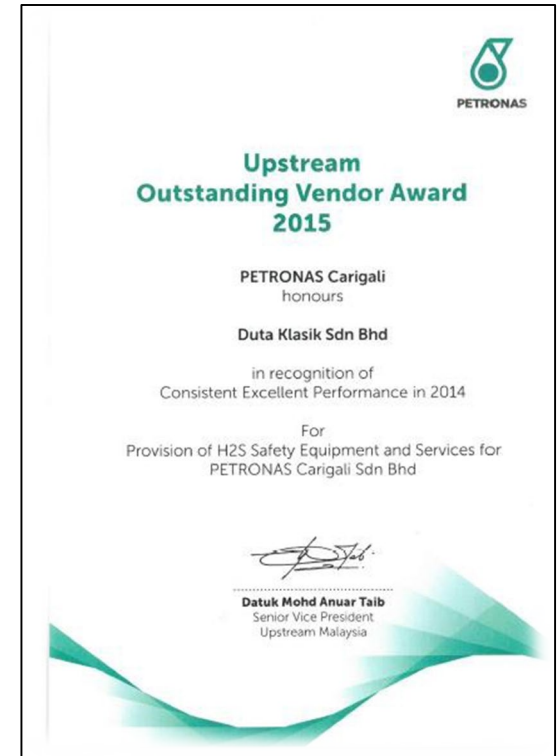 PETRONAS
Upstream
Outstanding Vendor Award
2015
PETRONAS Carigali
honours
Duta Klasik Sdn Bhd
in recognition of
Consistent Excellent Performance in 2014
For
Provision of H2S Safety Equipment and Services for
PETRONAS Carigali Sdn Bhd
Datuk Mohd Anuar Taib
Senior Vice President
Upstream Malaysia